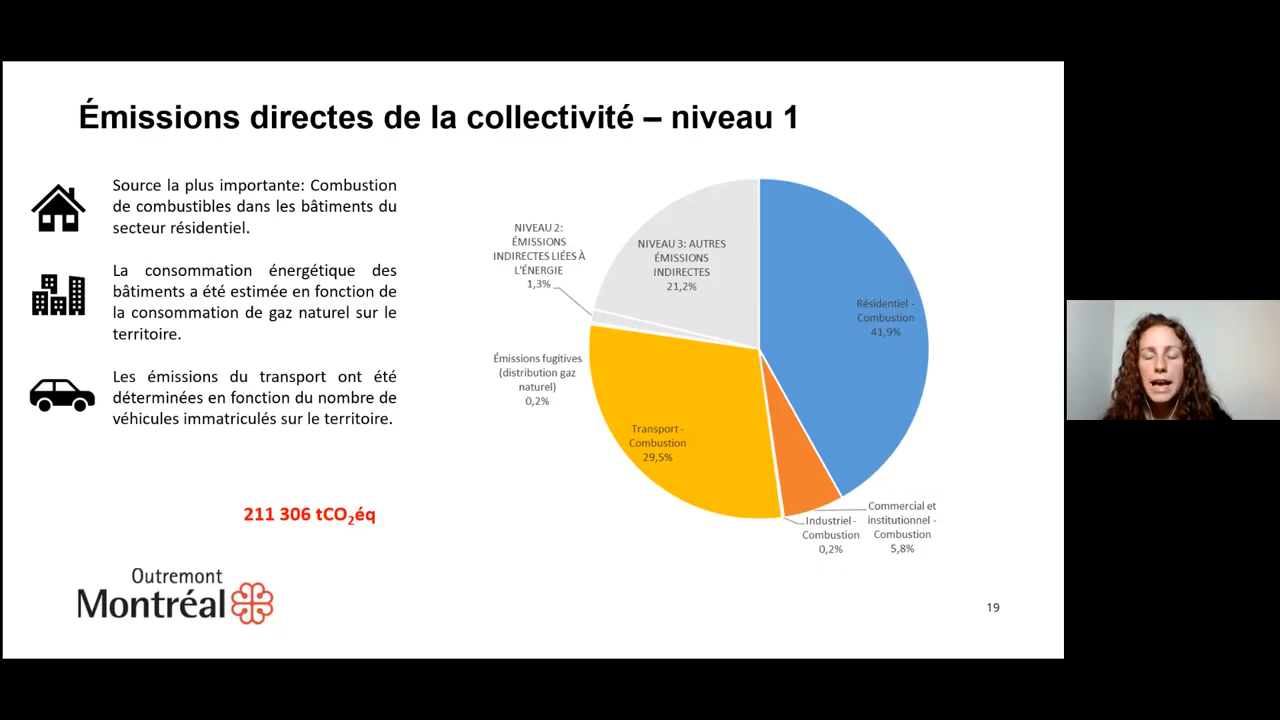 Émissions directes de la collectivité – niveau 1
Source la plus importante: Combustion
de combustibles dans les bâtiments du
secteur résidentiel.
La consommation énergétique des
bâtiments a été estimée en fonction de
la consommation de gaz naturel sur le
territoire.
Les émissions du transport ont été
déterminées en fonction du nombre de
véhicules immatriculés sur le territoire.
211 306 tCO₂éq
NIVEAU 2:
ÉMISSIONS
INDIRECTES LIÉES À
L'ÉNERGIE
1,3%
NIVEAU 3: AUTRES
ÉMISSIONS
INDIRECTES
21,2%
Résidentiel -
Combustion
41,9%
Émissions fugitives
(distribution gaz
naturel)
0,2%
Transport -
Combustion
29,5%
Industriel -
Combustion
0,2%
Commercial et
institutionnel -
Combustion
5,8%
Outremont
Montréal
19